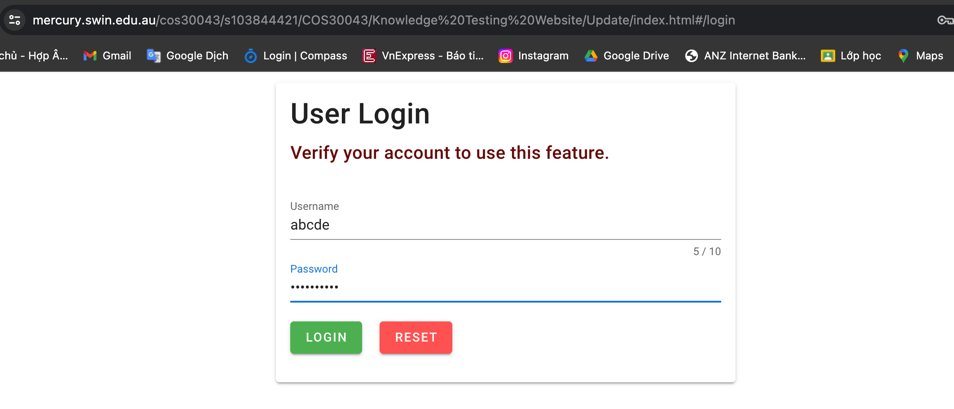 mercury.swin.edu.au/cos30043/s103844421/COS30043/Knowledge%20Testing%20Website/Update/index.html#/login
chủ - Hợp Â... Gmail Google Dịch Login | Compass VnExpress - Báo ti... Instagram Google Drive ANZ Internet Bank... Lớp học Maps
User Login
Verify your account to use this feature.
Username
abcde
5 / 10
Password
••••••••••
LOGIN RESET